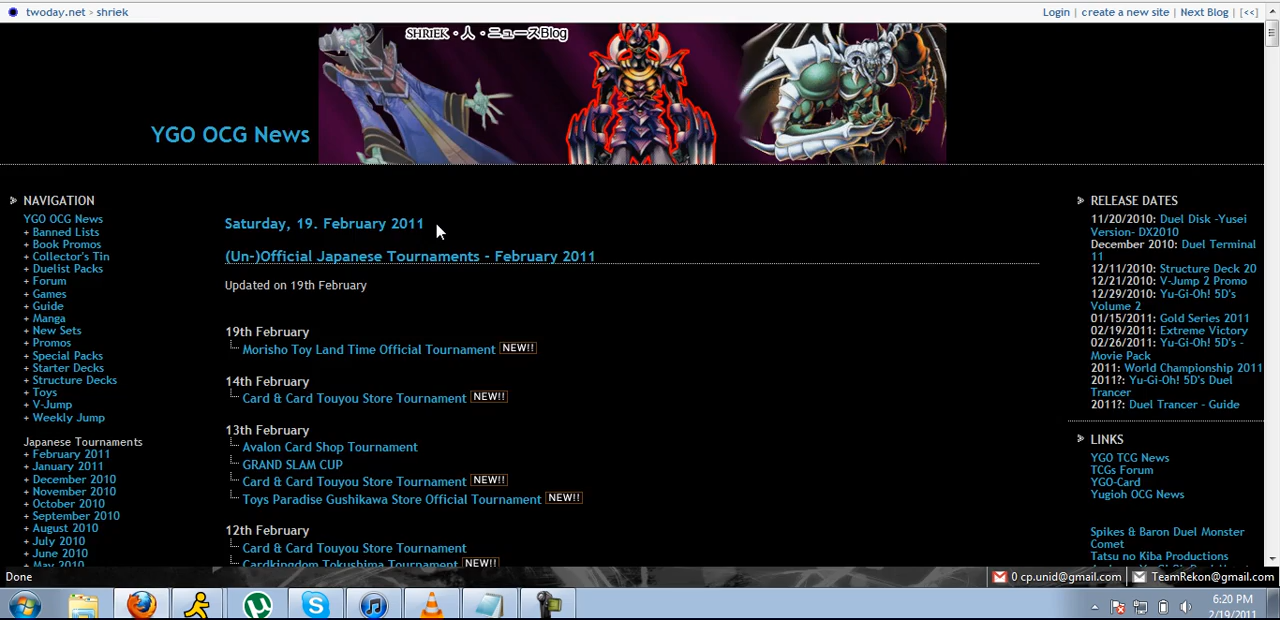 twoday.net > shriek
Login | create a new site | Next Blog | [<<]
SHRiEK・人・ニュースBlog
YGO OCG News
NAVIGATION
YGO OCG News
+ Banned Lists
+ Book Promos
+ Collector's Tin
+ Duelist Packs
+ Forum
+ Games
+ Guide
+ Manga
+ New Sets
+ Promos
+ Special Packs
+ Starter Decks
+ Structure Decks
+ Toys
+ V-Jump
+ Weekly Jump
Japanese Tournaments
+ February 2011
+ January 2011
+ December 2010
+ November 2010
+ October 2010
+ September 2010
+ August 2010
+ July 2010
+ June 2010
+ May 2010
Saturday, 19. February 2011
(Un-)Official Japanese Tournaments - February 2011
Updated on 19th February
19th February
Morisho Toy Land Time Official Tournament NEW!!
14th February
Card & Card Touyou Store Tournament NEW!!
13th February
Avalon Card Shop Tournament
GRAND SLAM CUP
Card & Card Touyou Store Tournament NEW!!
Toys Paradise Gushikawa Store Official Tournament NEW!!
12th February
Card & Card Touyou Store Tournament
Cardkingdom Tokushima Tournament NEW!!
RELEASE DATES
11/20/2010: Duel Disk -Yusei
Version- DX2010
December 2010: Duel Terminal
11
12/11/2010: Structure Deck 20
12/21/2010: V-Jump 2 Promo
12/29/2010: Yu-Gi-Oh! 5D's
Volume 2
01/15/2011: Gold Series 2011
02/19/2011: Extreme Victory
02/26/2011: Yu-Gi-Oh! 5D's -
Movie Pack
2011: World Championship 2011
2011?: Yu-Gi-Oh! 5D's Duel
Trancer
2011?: Duel Trancer - Guide
LINKS
YGO TCG News
TCGs Forum
YGO-Card
Yugioh OCG News
Spikes & Baron Duel Monster
Comet
Tatsu no Kiba Productions
Done
0 cp.unid@gmail.com
TeamRekon@gmail.com
6:20 PM
2/19/2011